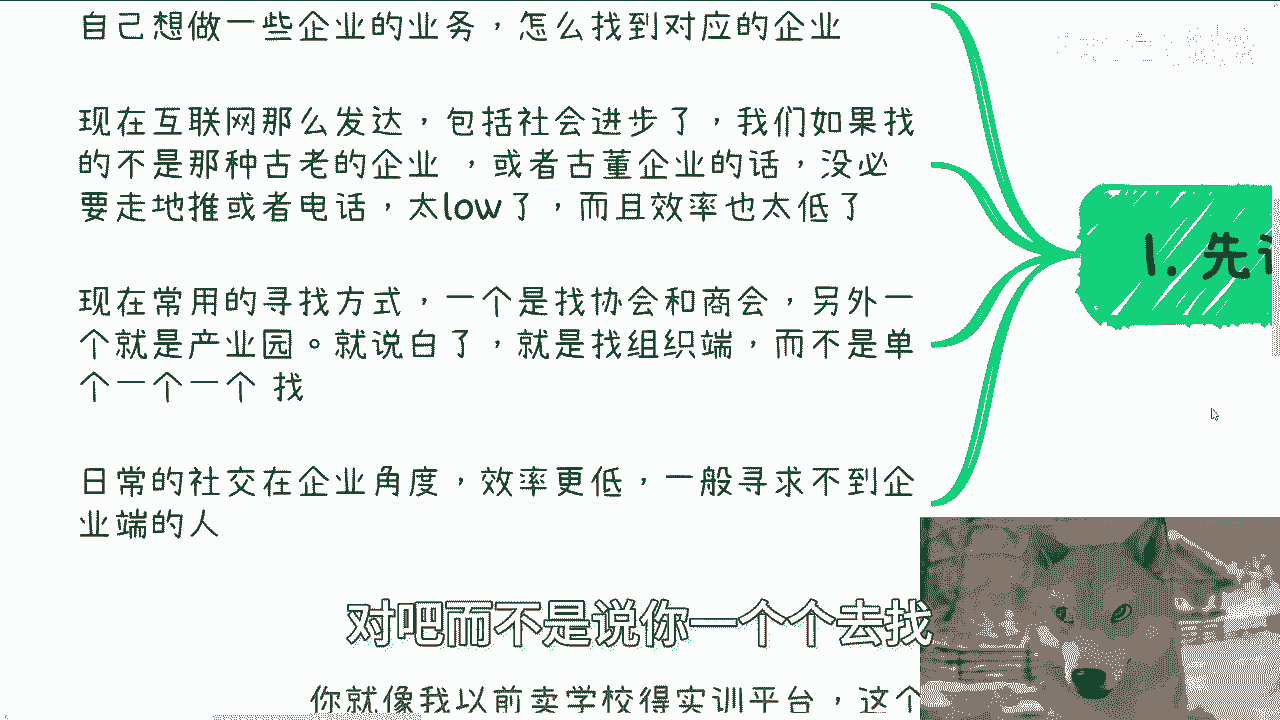 自己想做一些企业的业务，怎么找到对应的企业
现在互联网那么发达，包括社会进步了，我们如果找
的不是那种古老的企业 ，或者古董企业的话，没必
要走地推或者电话，太low了，而且效率也太低了
现在常用的寻找方式，一个是找协会和商会，另外一
个就是产业园。就说白了，就是找组织端，而不是单
个一个一个 找
日常的社交在企业角度，效率更低，一般寻求不到企
业端的人
1. 先
对吧而不是说你一个个去找
你就像我以前卖学校得实训平台，这个